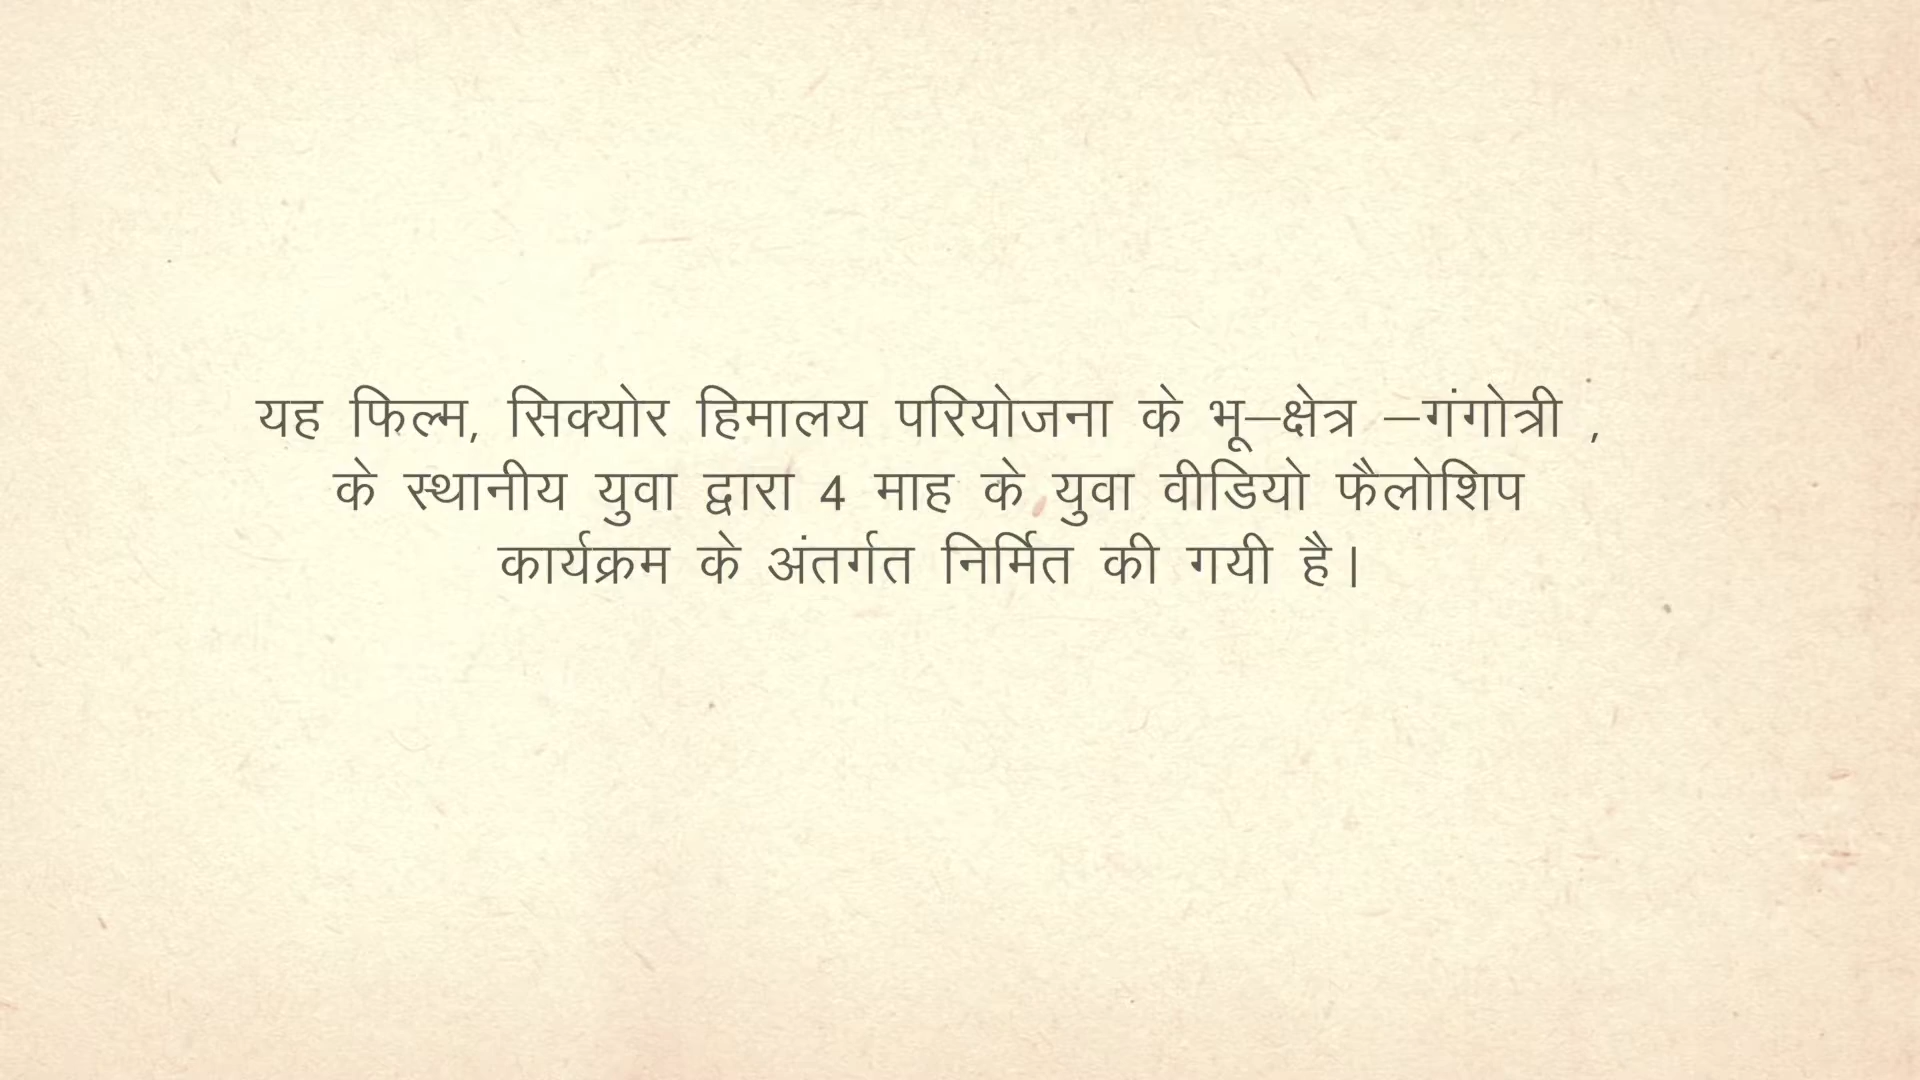 यह फिल्म, सिक्योर हिमालय परियोजना के भू–क्षेत्र –गंगोत्री ,
के स्थानीय युवा द्वारा 4 माह के युवा वीडियो फैलोशिप
कार्यक्रम के अंतर्गत निर्मित की गयी है।